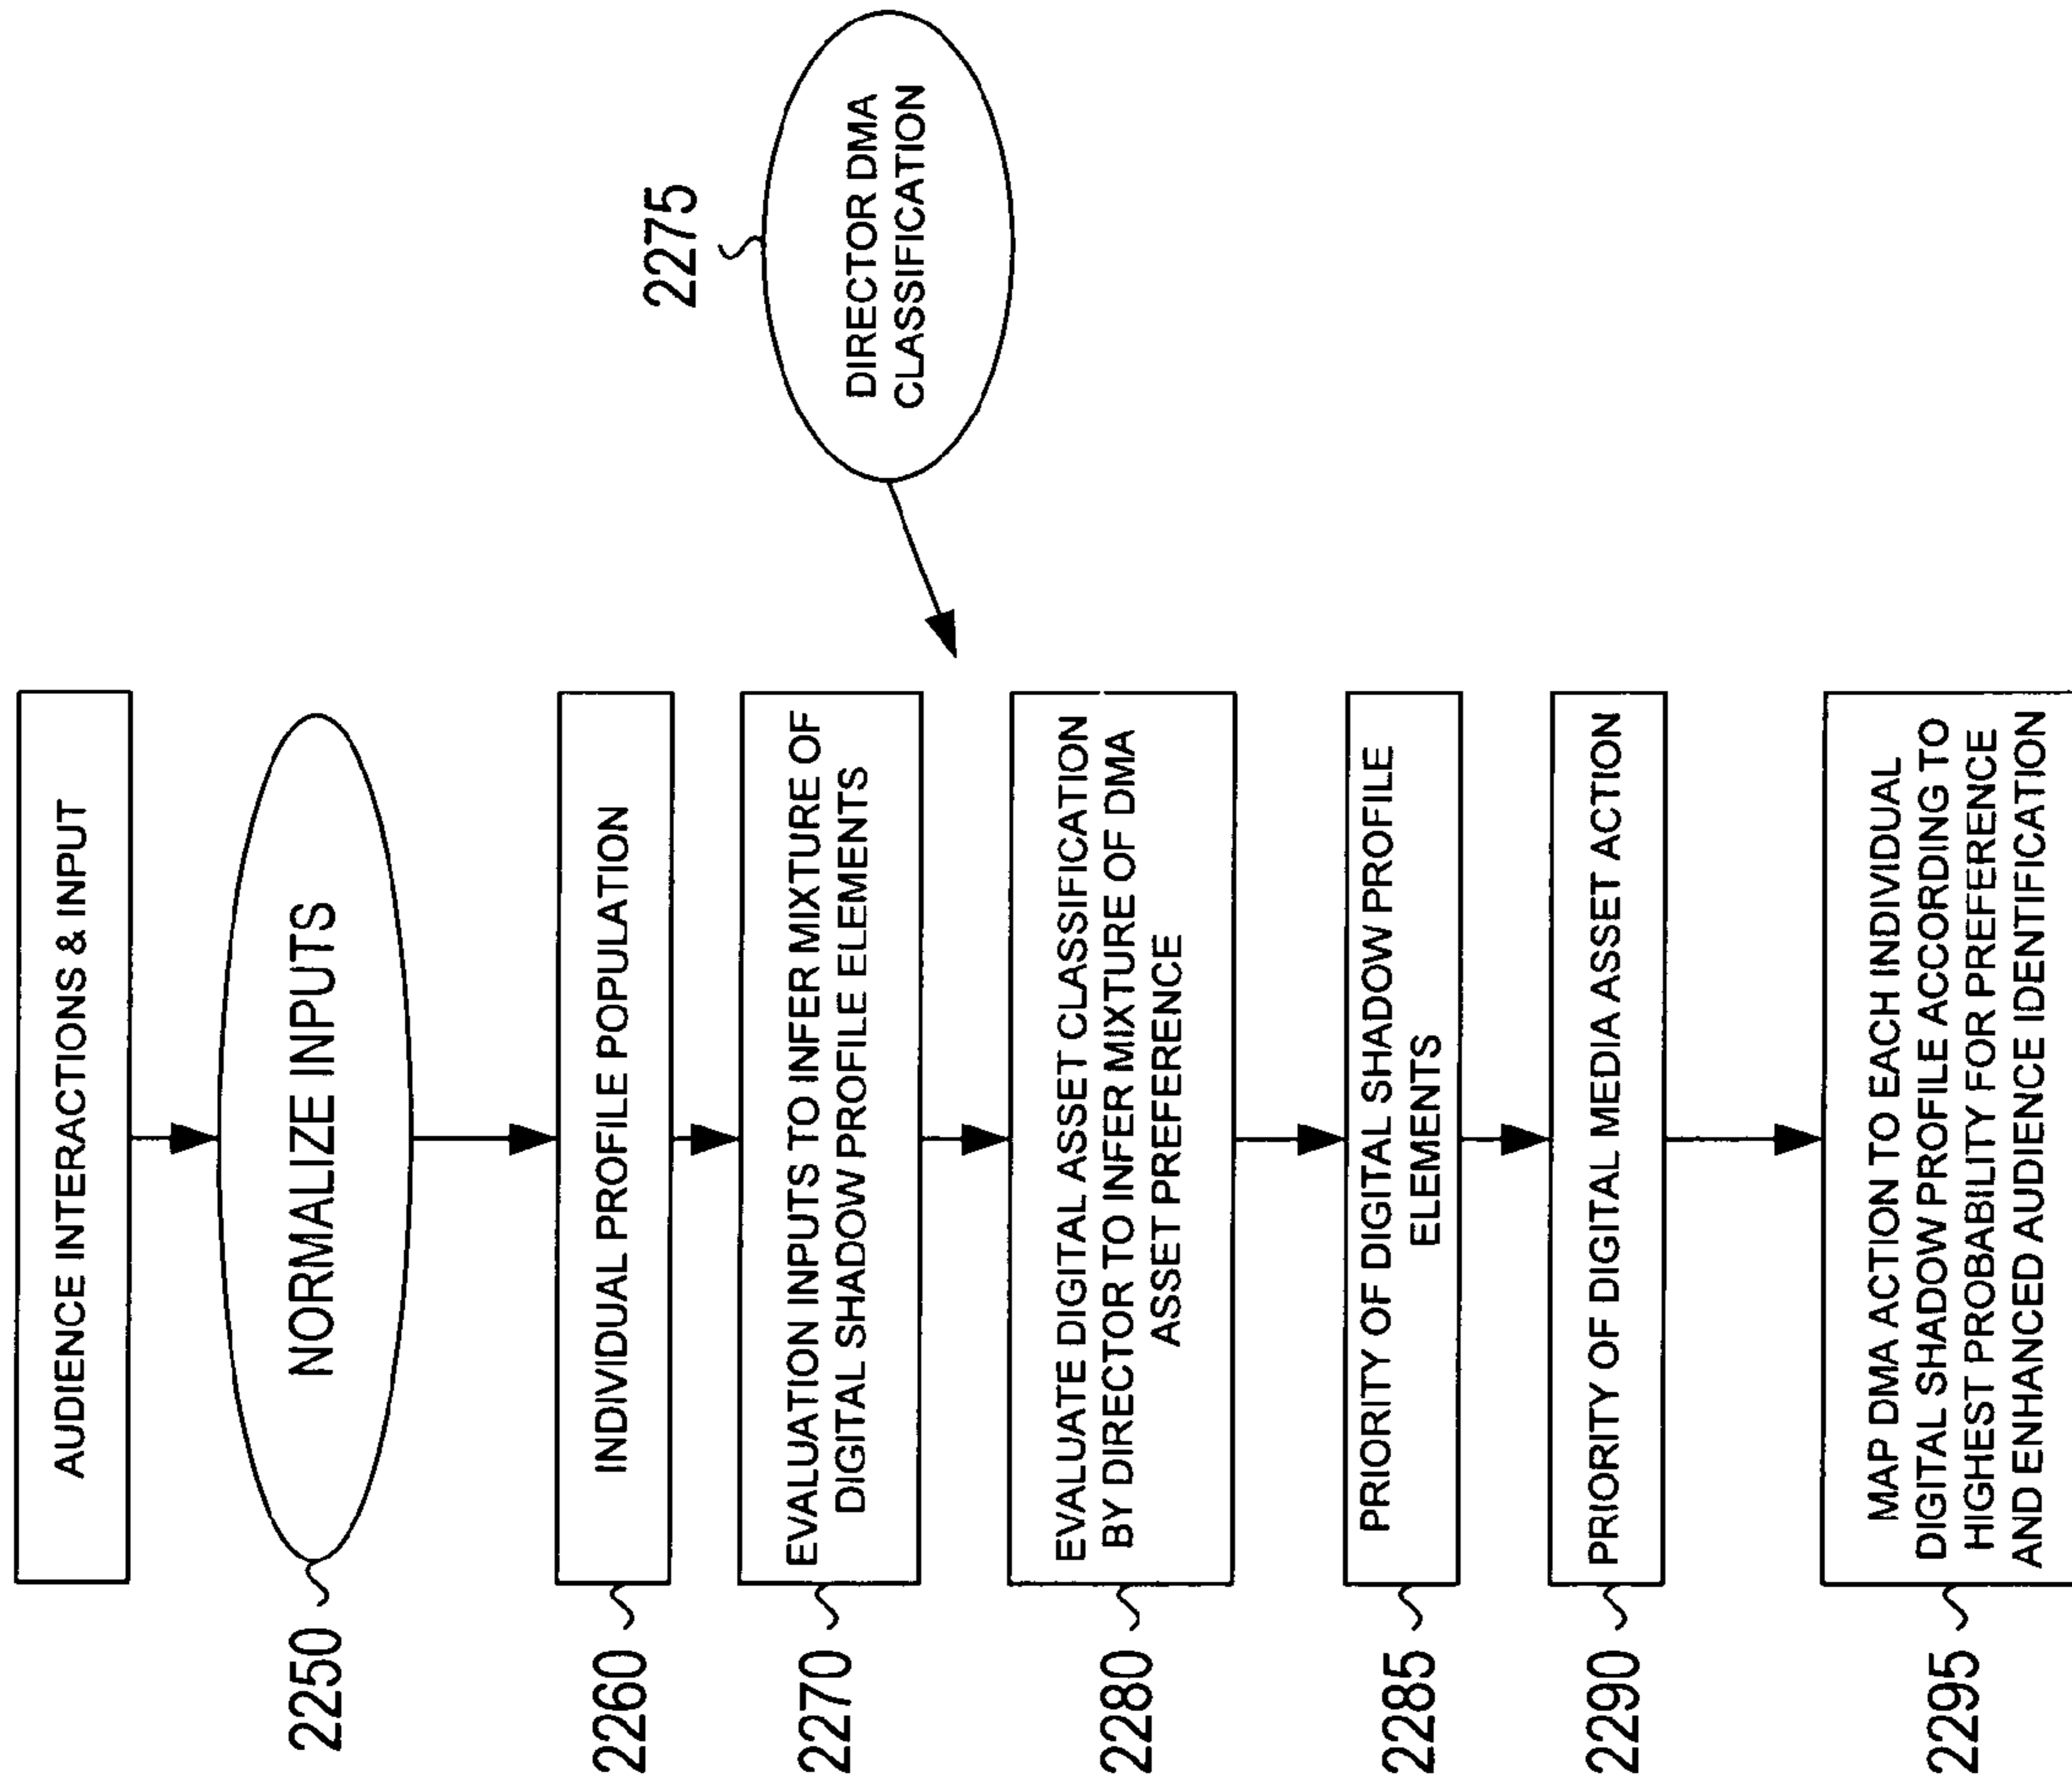 AUDIENCE INTERACTIONS & INPUT
2250
NORMALIZE INPUTS
2260
INDIVIDUAL PROFILE POPULATION
2270
EVALUATION INPUTS TO INFER MIXTURE OF
DIGITAL SHADOW PROFILE ELEMENTS
2275
DIRECTOR DMA
CLASSIFICATION
2280
EVALUATE DIGITAL ASSET CLASSIFICATION
BY DIRECTOR TO INFER MIXTURE OF DMA
ASSET PREFERENCE
2285
PRIORITY OF DIGITAL SHADOW PROFILE
ELEMENTS
2290
PRIORITY OF DIGITAL MEDIA ASSET ACTION
2295
MAP DMA ACTION TO EACH INDIVIDUAL
DIGITAL SHADOW PROFILE ACCORDING TO
HIGHEST PROBABILITY FOR PREFERENCE
AND ENHANCED AUDIENCE IDENTIFICATION